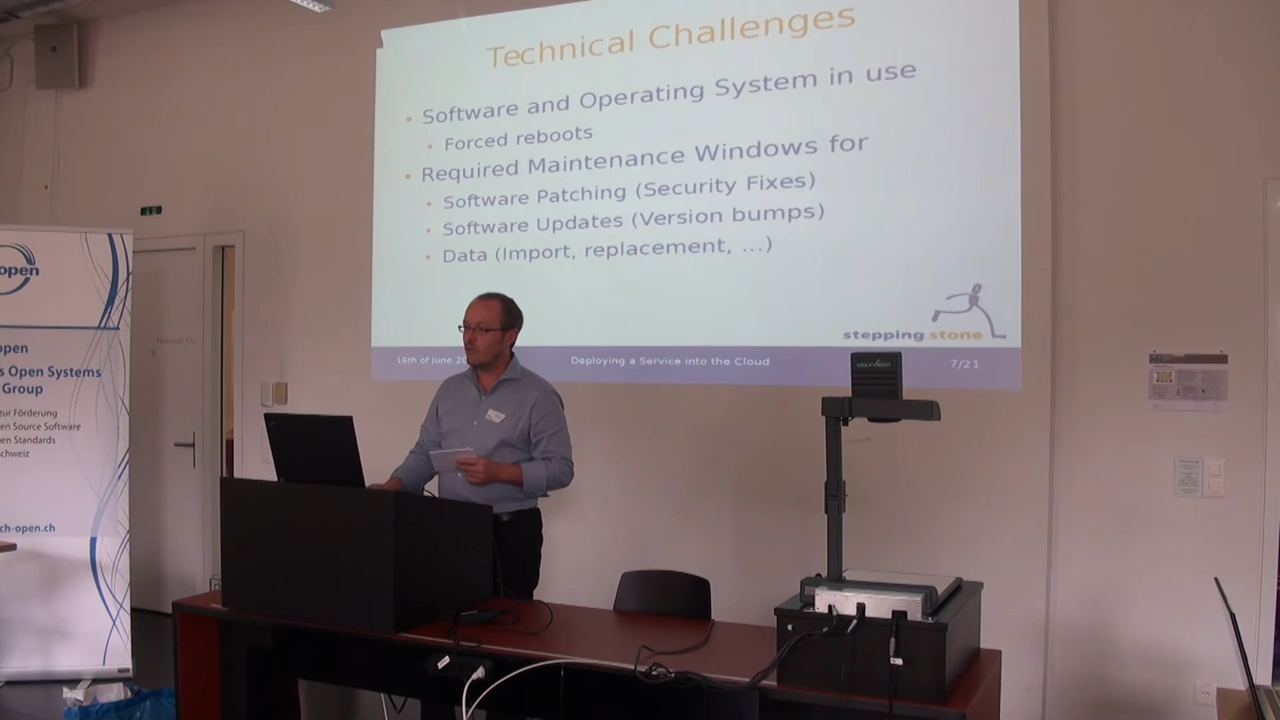 Technical Challenges
Software and Operating System in use
Forced reboots
Required Maintenance Windows for
Software Patching (Security Fixes)
Software Updates (Version bumps)
Data (Import, replacement, ...)
stepping stone
16th of June
Deploying a Service into the Cloud
7/21
open
open
s Open Systems
Group
zur Förderung
en Source Software
en Standards
chweiz
ch-open.ch